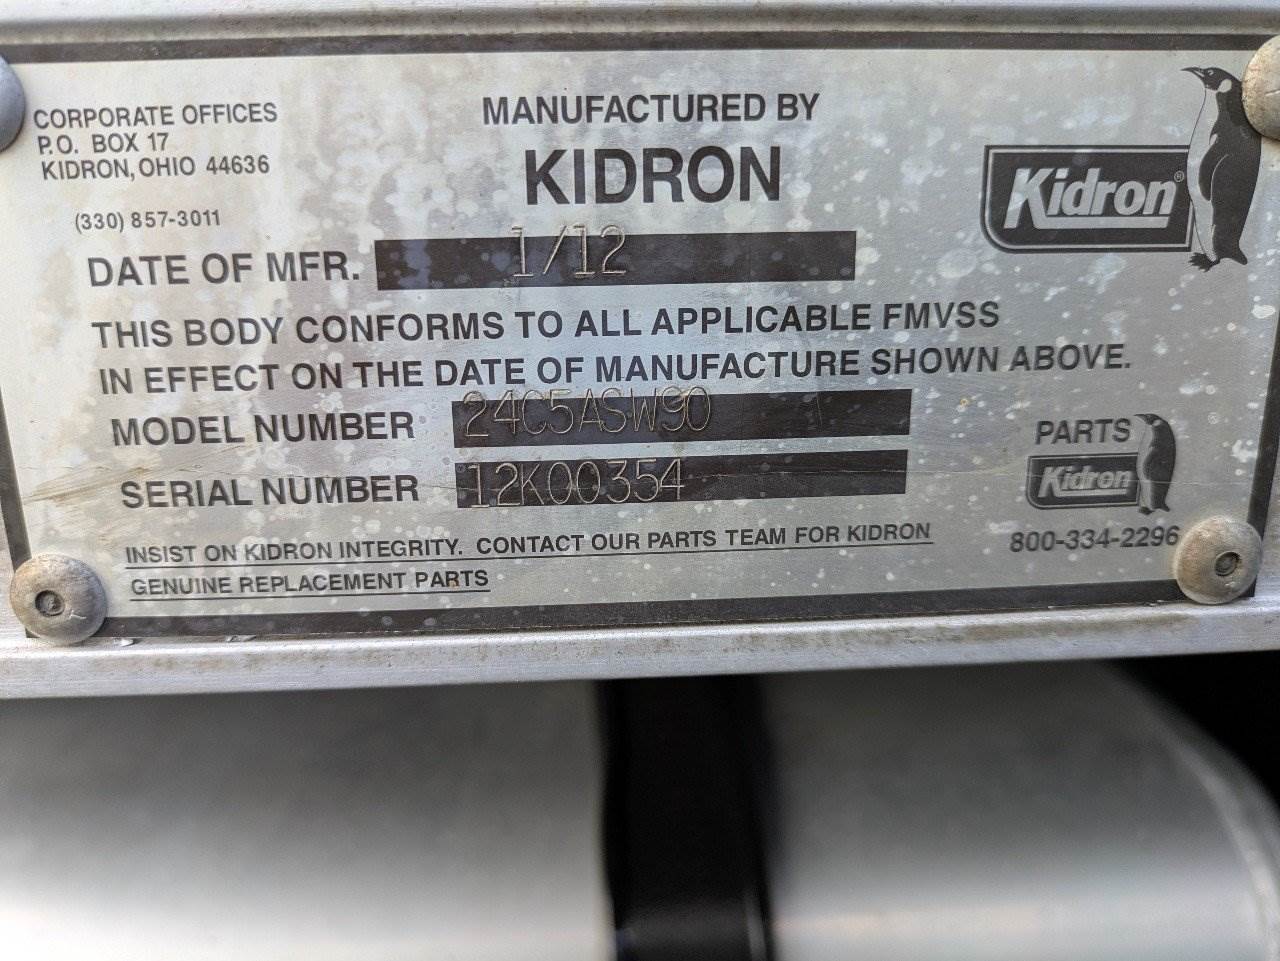 CORPORATE OFFICES
P.O. BOX 17
KIDRON, OHIO 44636
(330) 857-3011
MANUFACTURED BY
KIDRON
Kidron®
DATE OF MFR. 1/12
THIS BODY CONFORMS TO ALL APPLICABLE FMVSS
IN EFFECT ON THE DATE OF MANUFACTURE SHOWN ABOVE.
MODEL NUMBER 24C5ASW90
SERIAL NUMBER 12K00354
PARTS
Kidron
800-334-2296
INSIST ON KIDRON INTEGRITY. CONTACT OUR PARTS TEAM FOR KIDRON
GENUINE REPLACEMENT PARTS